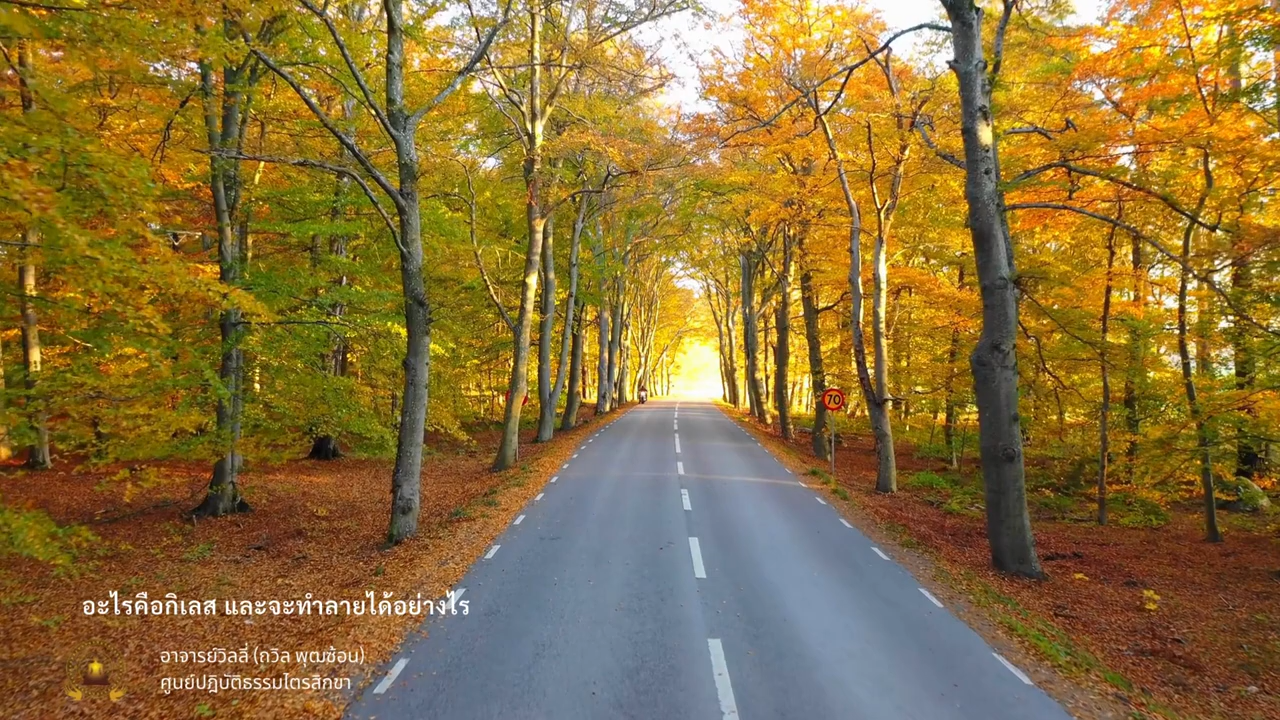 70
อะไรคือกิเลส และจะทำลายได้อย่างไร
อาจารย์วิลลี่ (ถวิล พุฒซ้อน)
ศูนย์ปฏิบัติธรรมไตรสิกขา